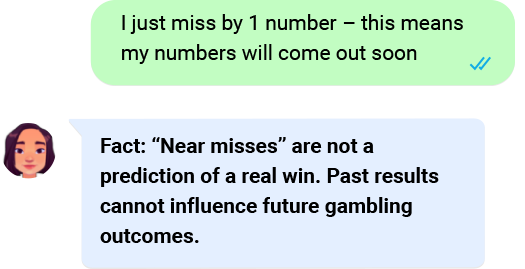 I just miss by 1 number – this means
my numbers will come out soon
Fact: “Near misses” are not a
prediction of a real win. Past results
cannot influence future gambling
outcomes.